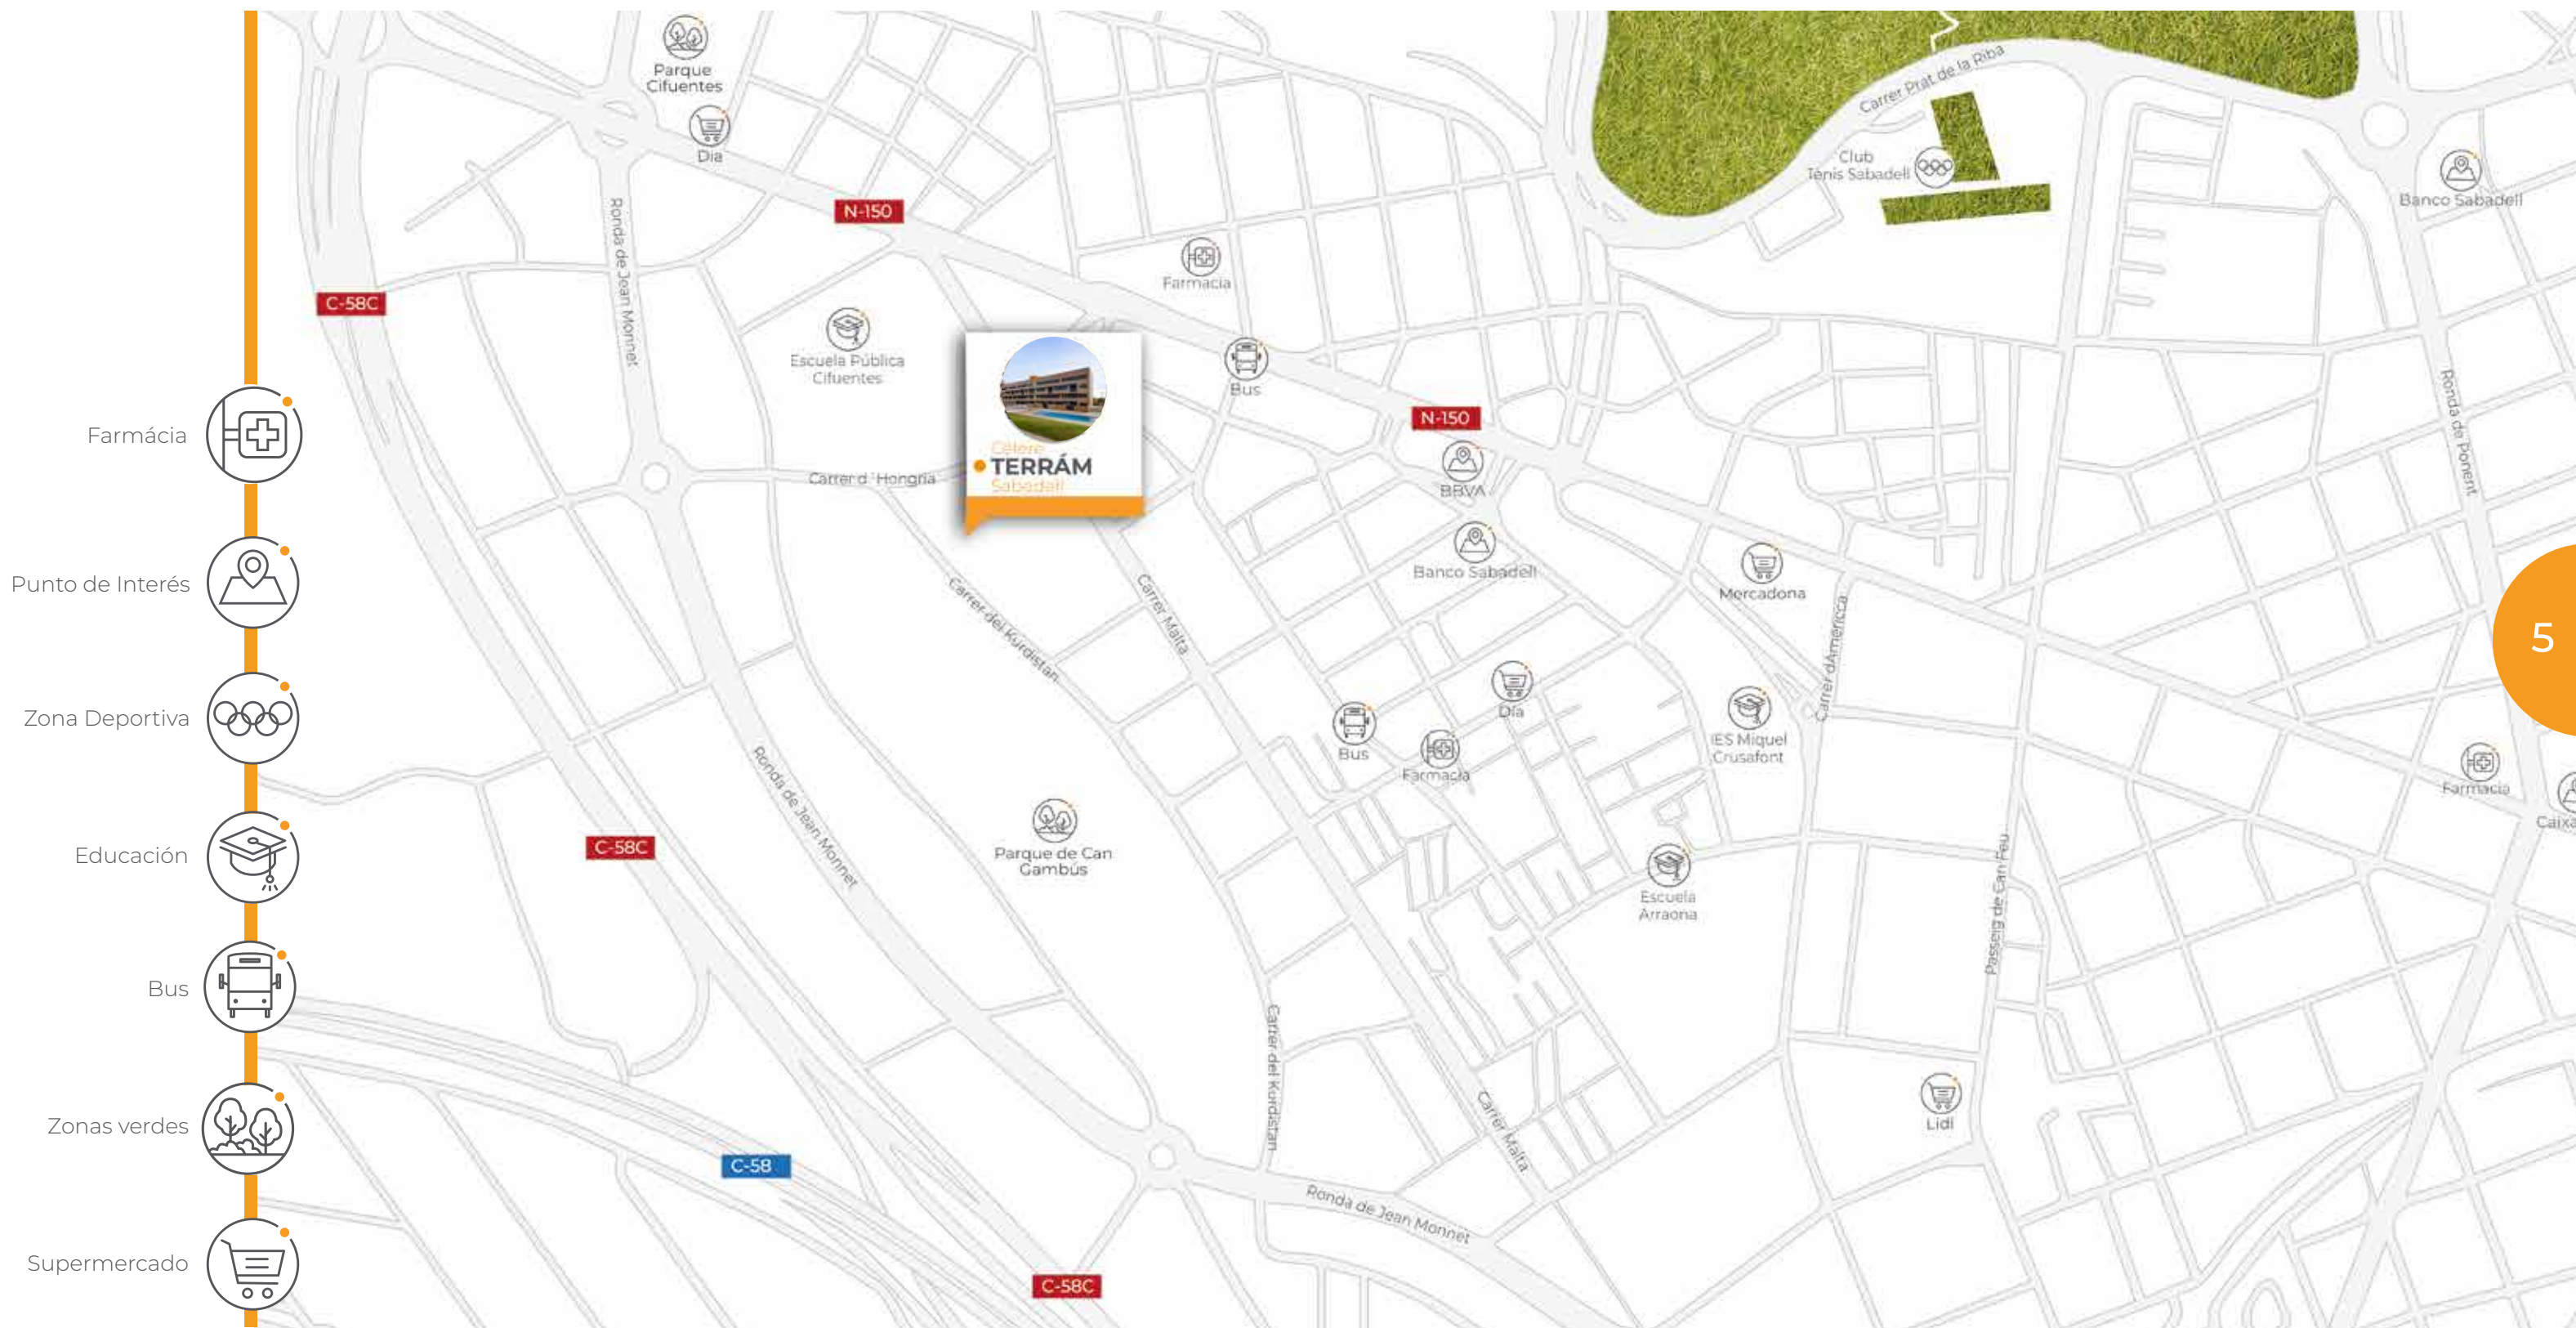 Farmácia
Punto de Interés
Zona Deportiva
Educación
Bus
Zonas verdes
Supermercado
Parque
Cifuentes
Dia
N-150
Ronda de Jean Monnet
C-58C
Escuela Pública
Cifuentes
Farmacia
Bus
Célere
TERRÁM
Sabadell
Carrer d´Hongria
Carrer Prat de la Riba
Club
Tenis Sabadell
Banco Sabadell
N-150
BBVA
Banco Sabadell
Mercadona
Carrer dAmèricca
Ronda de Ponent
5
Carrer del Kurdistan
Carrer Malta
Día
Bus
Farmacia
IES Miquel
Crusafont
Farmacia
Ronda de Jean Monnet
C-58C
Parque de Can
Gambús
Escuela
Arraona
Passeig de Can Feu
Carrer del Kurdistan
Carrer Malta
Lidl
C-58
Ronda de Jean Monnet
C-58C